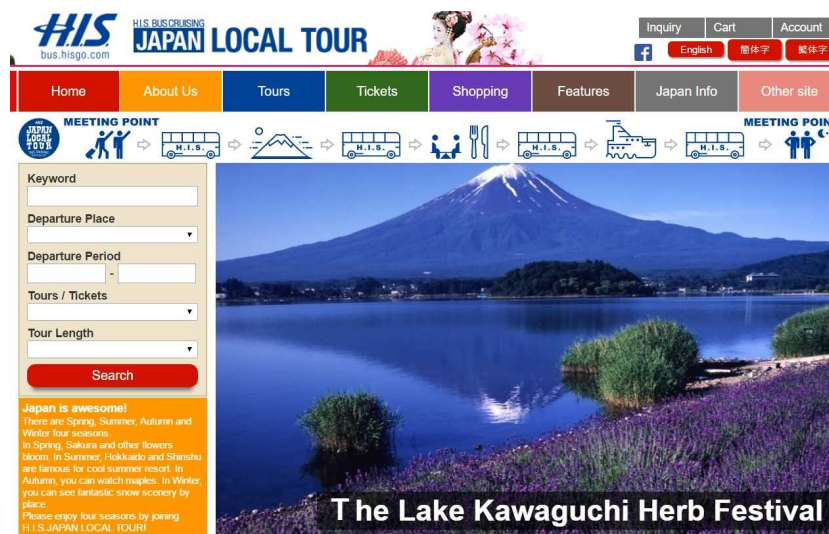 H.I.S.
bus.hisgo.com
H.I.S. BUS CRUISING
JAPAN LOCAL TOUR
Inquiry
Cart
Account
English
簡体字
繁体字
Home
About Us
Tours
Tickets
Shopping
Features
Japan Info
Other site
JAPAN
LOCAL
TOUR
MEETING POINT
H.I.S.
H.I.S.
H.I.S.
H.I.S.
MEETING POIN
Keyword
Departure Place
Departure Period
-
Tours / Tickets
Tour Length
Search
Japan is awesome!
There are Spring, Summer, Autumn and
Winter four seasons.
In Spring, Sakura and other flowers
bloom. In Summer, Hokkaido and Shinshu
are famous for cool summer resort. In
Autumn, you can watch maples. In Winter,
you can see fantastic snow scenery by
place.
Please enjoy four seasons by joining
H.I.S.JAPAN LOCAL TOUR!
The Lake Kawaguchi Herb Festival